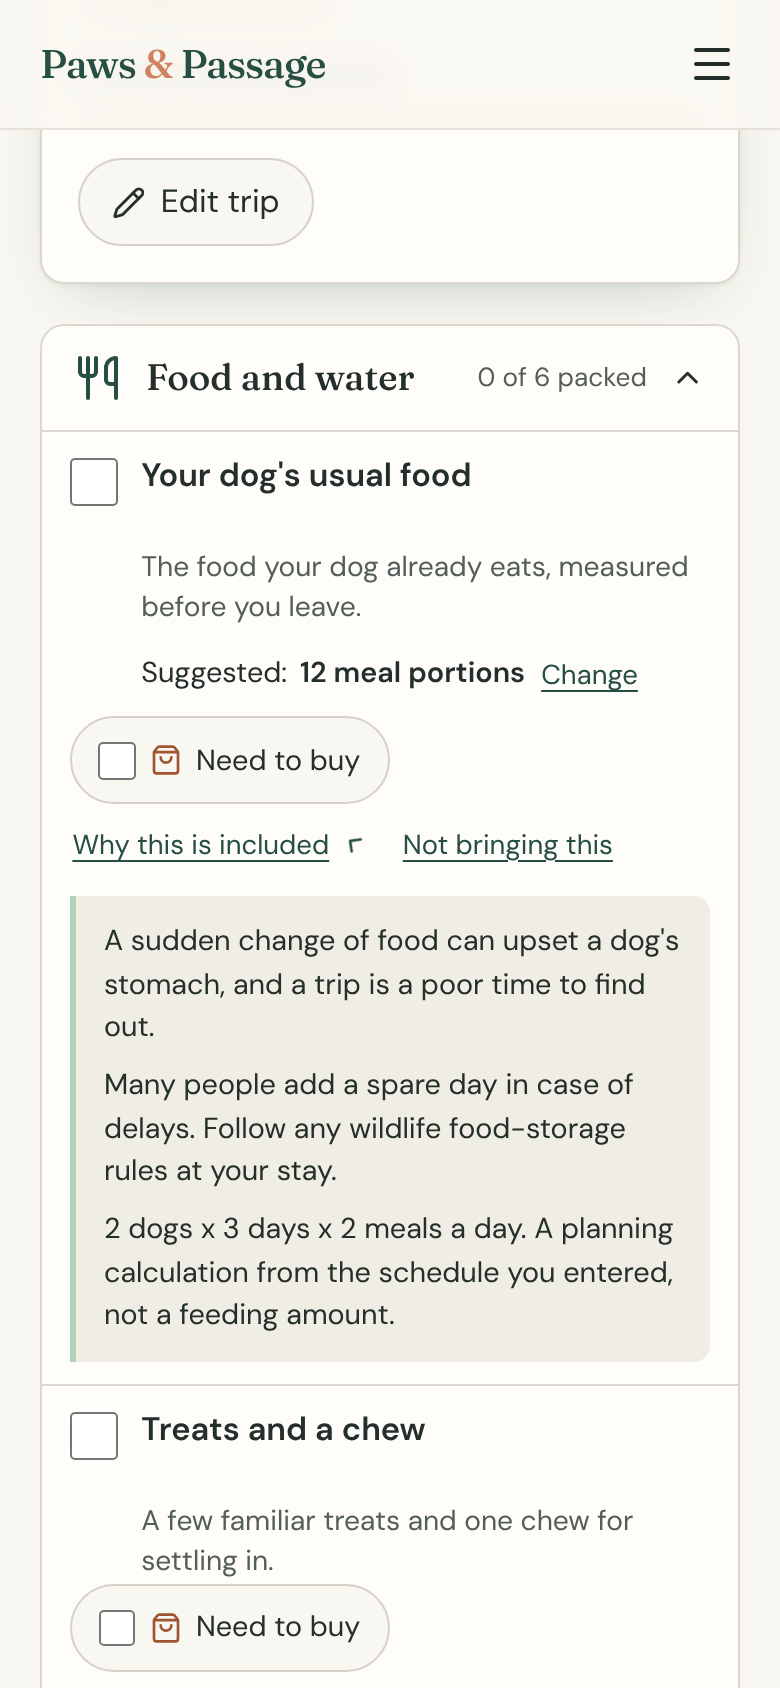 Paws & Passage
Edit trip
Food and water
0 of 6 packed
Your dog's usual food
The food your dog already eats, measured
before you leave.
Suggested: 12 meal portions Change
Need to buy
Why this is included
Not bringing this
A sudden change of food can upset a dog's
stomach, and a trip is a poor time to find
out.
Many people add a spare day in case of
delays. Follow any wildlife food-storage
rules at your stay.
2 dogs x 3 days x 2 meals a day. A planning
calculation from the schedule you entered,
not a feeding amount.
Treats and a chew
A few familiar treats and one chew for
settling in.
Need to buy